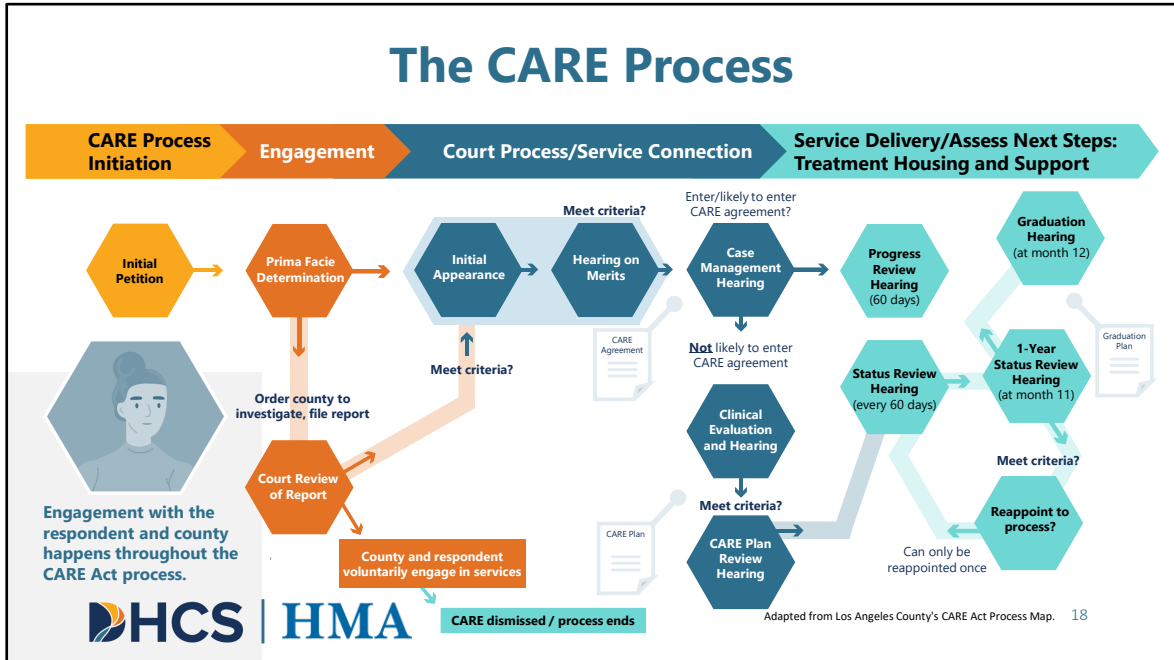 The CARE Process
CARE Process
Initiation
Engagement
Court Process/Service Connection
Service Delivery/Assess Next Steps:
Treatment Housing and Support
Initial
Petition
Prima Facie
Determination
Order county to
investigate, file report
Court Review
of Report
Meet criteria?
County and respondent
voluntarily engage in services
CARE dismissed / process ends
Initial
Appearance
Meet criteria?
Hearing on
Merits
Enter/likely to enter
CARE agreement?
Case
Management
Hearing
CARE
Agreement
Not likely to enter
CARE agreement
Clinical
Evaluation
and Hearing
Meet criteria?
CARE Plan
CARE Plan
Review
Hearing
Progress
Review
Hearing
(60 days)
Status Review
Hearing
(every 60 days)
Graduation
Hearing
(at month 12)
Graduation
Plan
1-Year
Status Review
Hearing
(at month 11)
Meet criteria?
Reappoint to
process?
Can only be
reappointed once
Engagement with the
respondent and county
happens throughout the
CARE Act process.
DHCS
HMA
Adapted from Los Angeles County's CARE Act Process Map.
18